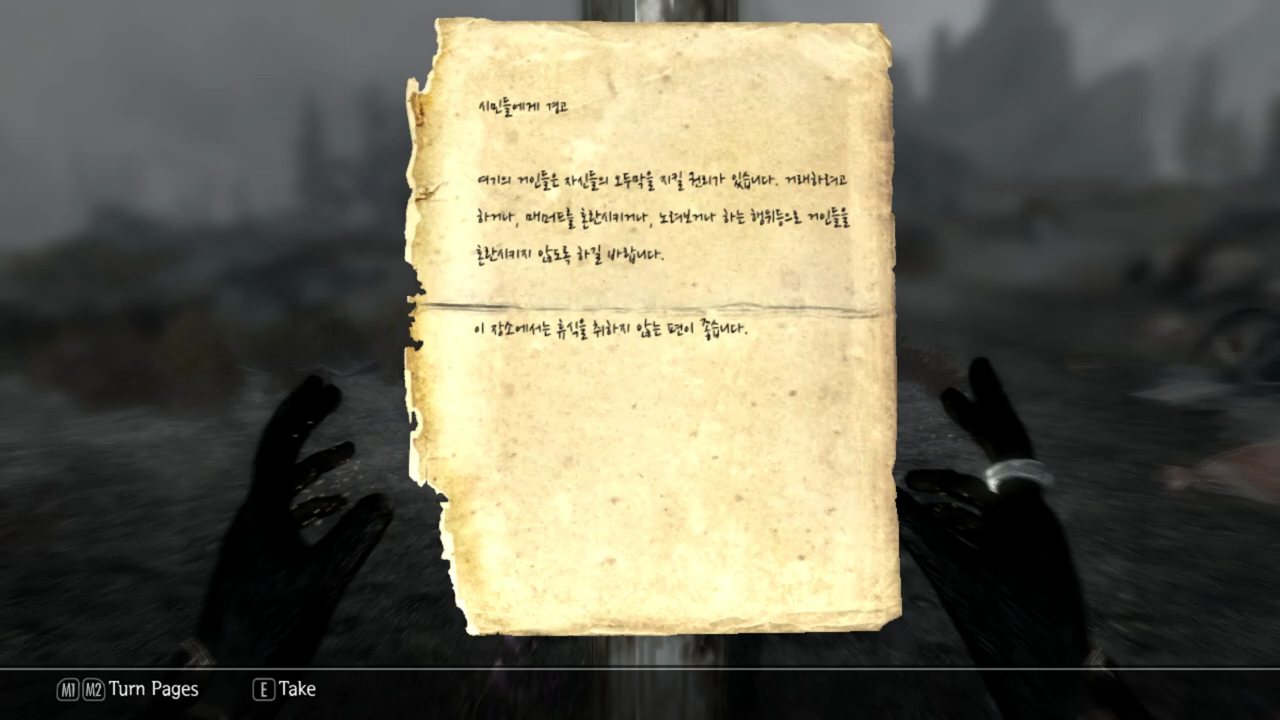 시민들에게 경고
여기의 거인들은 자신들의 오두막을 지킬 권리가 있습니다. 거래하려고
하거나, 매머드를 혼란시키거나, 노려보거나 하는 행위등으로 거인들을
혼란시키지 않도록 하길 바랍니다.
이 장소에서는 휴식을 취하지 않는 편이 좋습니다.
M1 M2 Turn Pages E Take